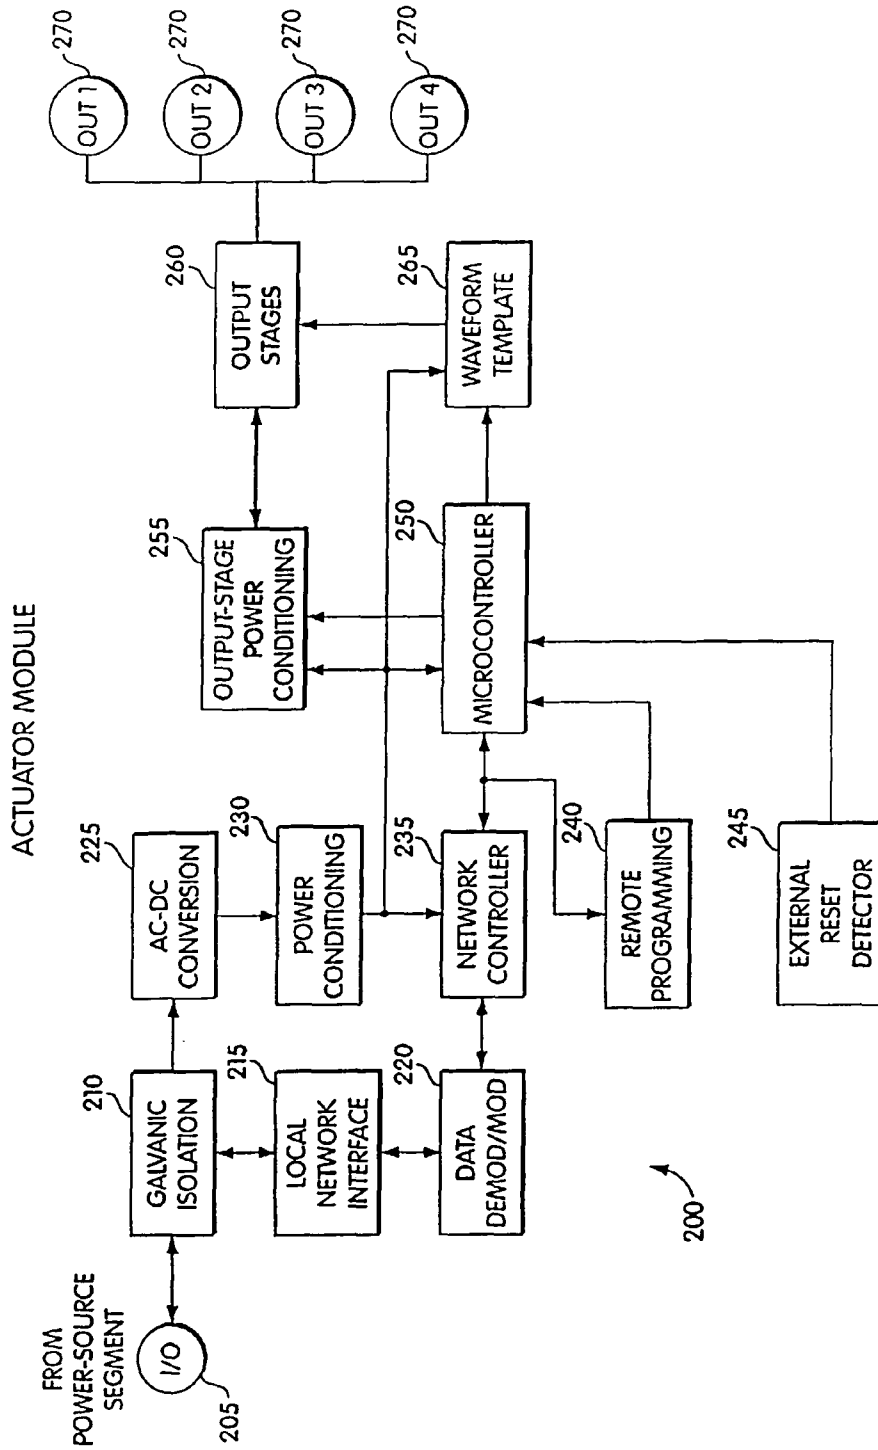 ACTUATOR MODULE
FROM
POWER-SOURCE
SEGMENT
I/O
205
210
GALVANIC
ISOLATION
215
LOCAL
NETWORK
INTERFACE
220
DATA
DEMOD/MOD
225
AC-DC
CONVERSION
230
POWER
CONDITIONING
235
NETWORK
CONTROLLER
240
REMOTE
PROGRAMMING
245
EXTERNAL
RESET
DETECTOR
250
MICROCONTROLLER
255
OUTPUT-STAGE
POWER
CONDITIONING
260
OUTPUT
STAGES
265
WAVEFORM
TEMPLATE
OUT 1
270
OUT 2
270
OUT 3
270
OUT 4
270
200